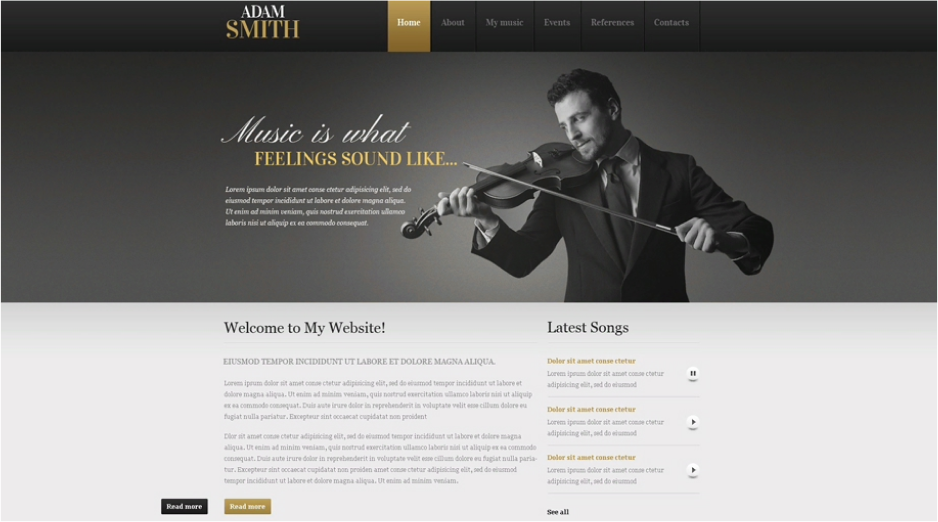 ADAM
SMITH
Home
About
My music
Events
References
Contacts
Music is what
FEELINGS SOUND LIKE...
Lorem ipsum dolor sit amet conse ctetur adipisicing elit, sed do
eiusmod tempor incididunt ut labore et dolore magna aliqua.
Ut enim ad minim veniam, quis nostrud exercitation ullamco
laboris nisi ut aliquip ex ea commodo consequat.
Welcome to My Website!
EIUSMOD TEMPOR INCIDIDUNT UT LABORE ET DOLORE MAGNA ALIQUA.
Lorem ipsum dolor sit amet conse ctetur adipisicing elit, sed do eiusmod tempor incididunt ut labore et
dolore magna aliqua. Ut enim ad minim veniam, quis nostrud exercitation ullamco laboris nisi ut aliquip
ex ea commodo consequat. Duis aute irure dolor in reprehenderit in voluptate velit esse cillum dolore eu
fugiat nulla pariatur. Excepteur sint occaecat cupidatat non proident
Dlor sit amet conse ctetur adipisicing elit, sed do eiusmod tempor incididunt ut labore et dolore magna
aliqua. Ut enim ad minim veniam, quis nostrud exercitation ullamco laboris nisi ut aliquip ex ea commodo
consequat. Duis aute irure dolor in reprehenderit in voluptate velit esse cillum dolore eu fugiat nulla paria-
tur. Excepteur sint occaecat cupidatat non proiden amet conse ctetur adipisicing elit, sed do eiusmod
tempor incididunt ut labore et dolore magna aliqua. Ut enim ad minim veniam.
Read more
Read more
Latest Songs
Dolor sit amet conse ctetur
Lorem ipsum dolor sit amet conse ctetur
adipisicing elit, sed do eiusmod
Dolor sit amet conse ctetur
Lorem ipsum dolor sit amet conse ctetur
adipisicing elit, sed do eiusmod
Dolor sit amet conse ctetur
Lorem ipsum dolor sit amet conse ctetur
adipisicing elit, sed do eiusmod
See all